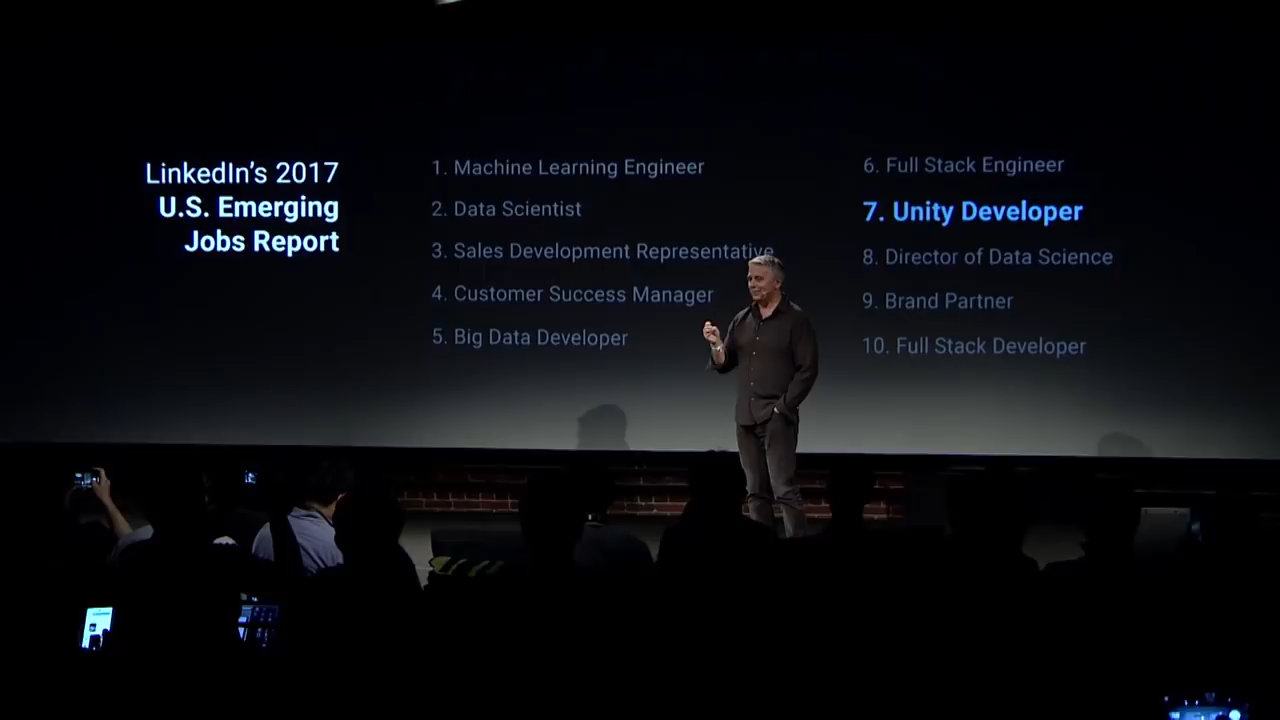 LinkedIn's 2017
U.S. Emerging
Jobs Report
1. Machine Learning Engineer
2. Data Scientist
3. Sales Development Representative
4. Customer Success Manager
5. Big Data Developer
6. Full Stack Engineer
7. Unity Developer
8. Director of Data Science
9. Brand Partner
10. Full Stack Developer